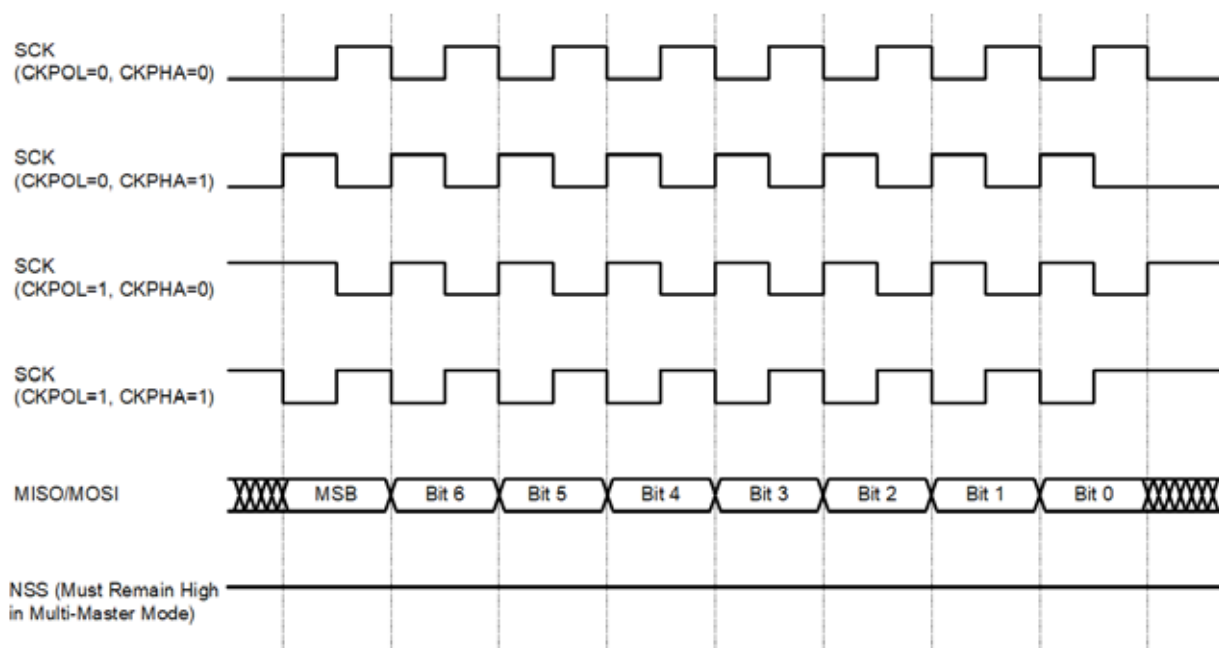 SCK
(CKPOL=0, CKPHA=0)
SCK
(CKPOL=0, CKPHA=1)
SCK
(CKPOL=1, CKPHA=0)
SCK
(CKPOL=1, CKPHA=1)
MISO/MOSI MSB Bit 6 Bit 5 Bit 4 Bit 3 Bit 2 Bit 1 Bit 0
NSS (Must Remain High
in Multi-Master Mode)